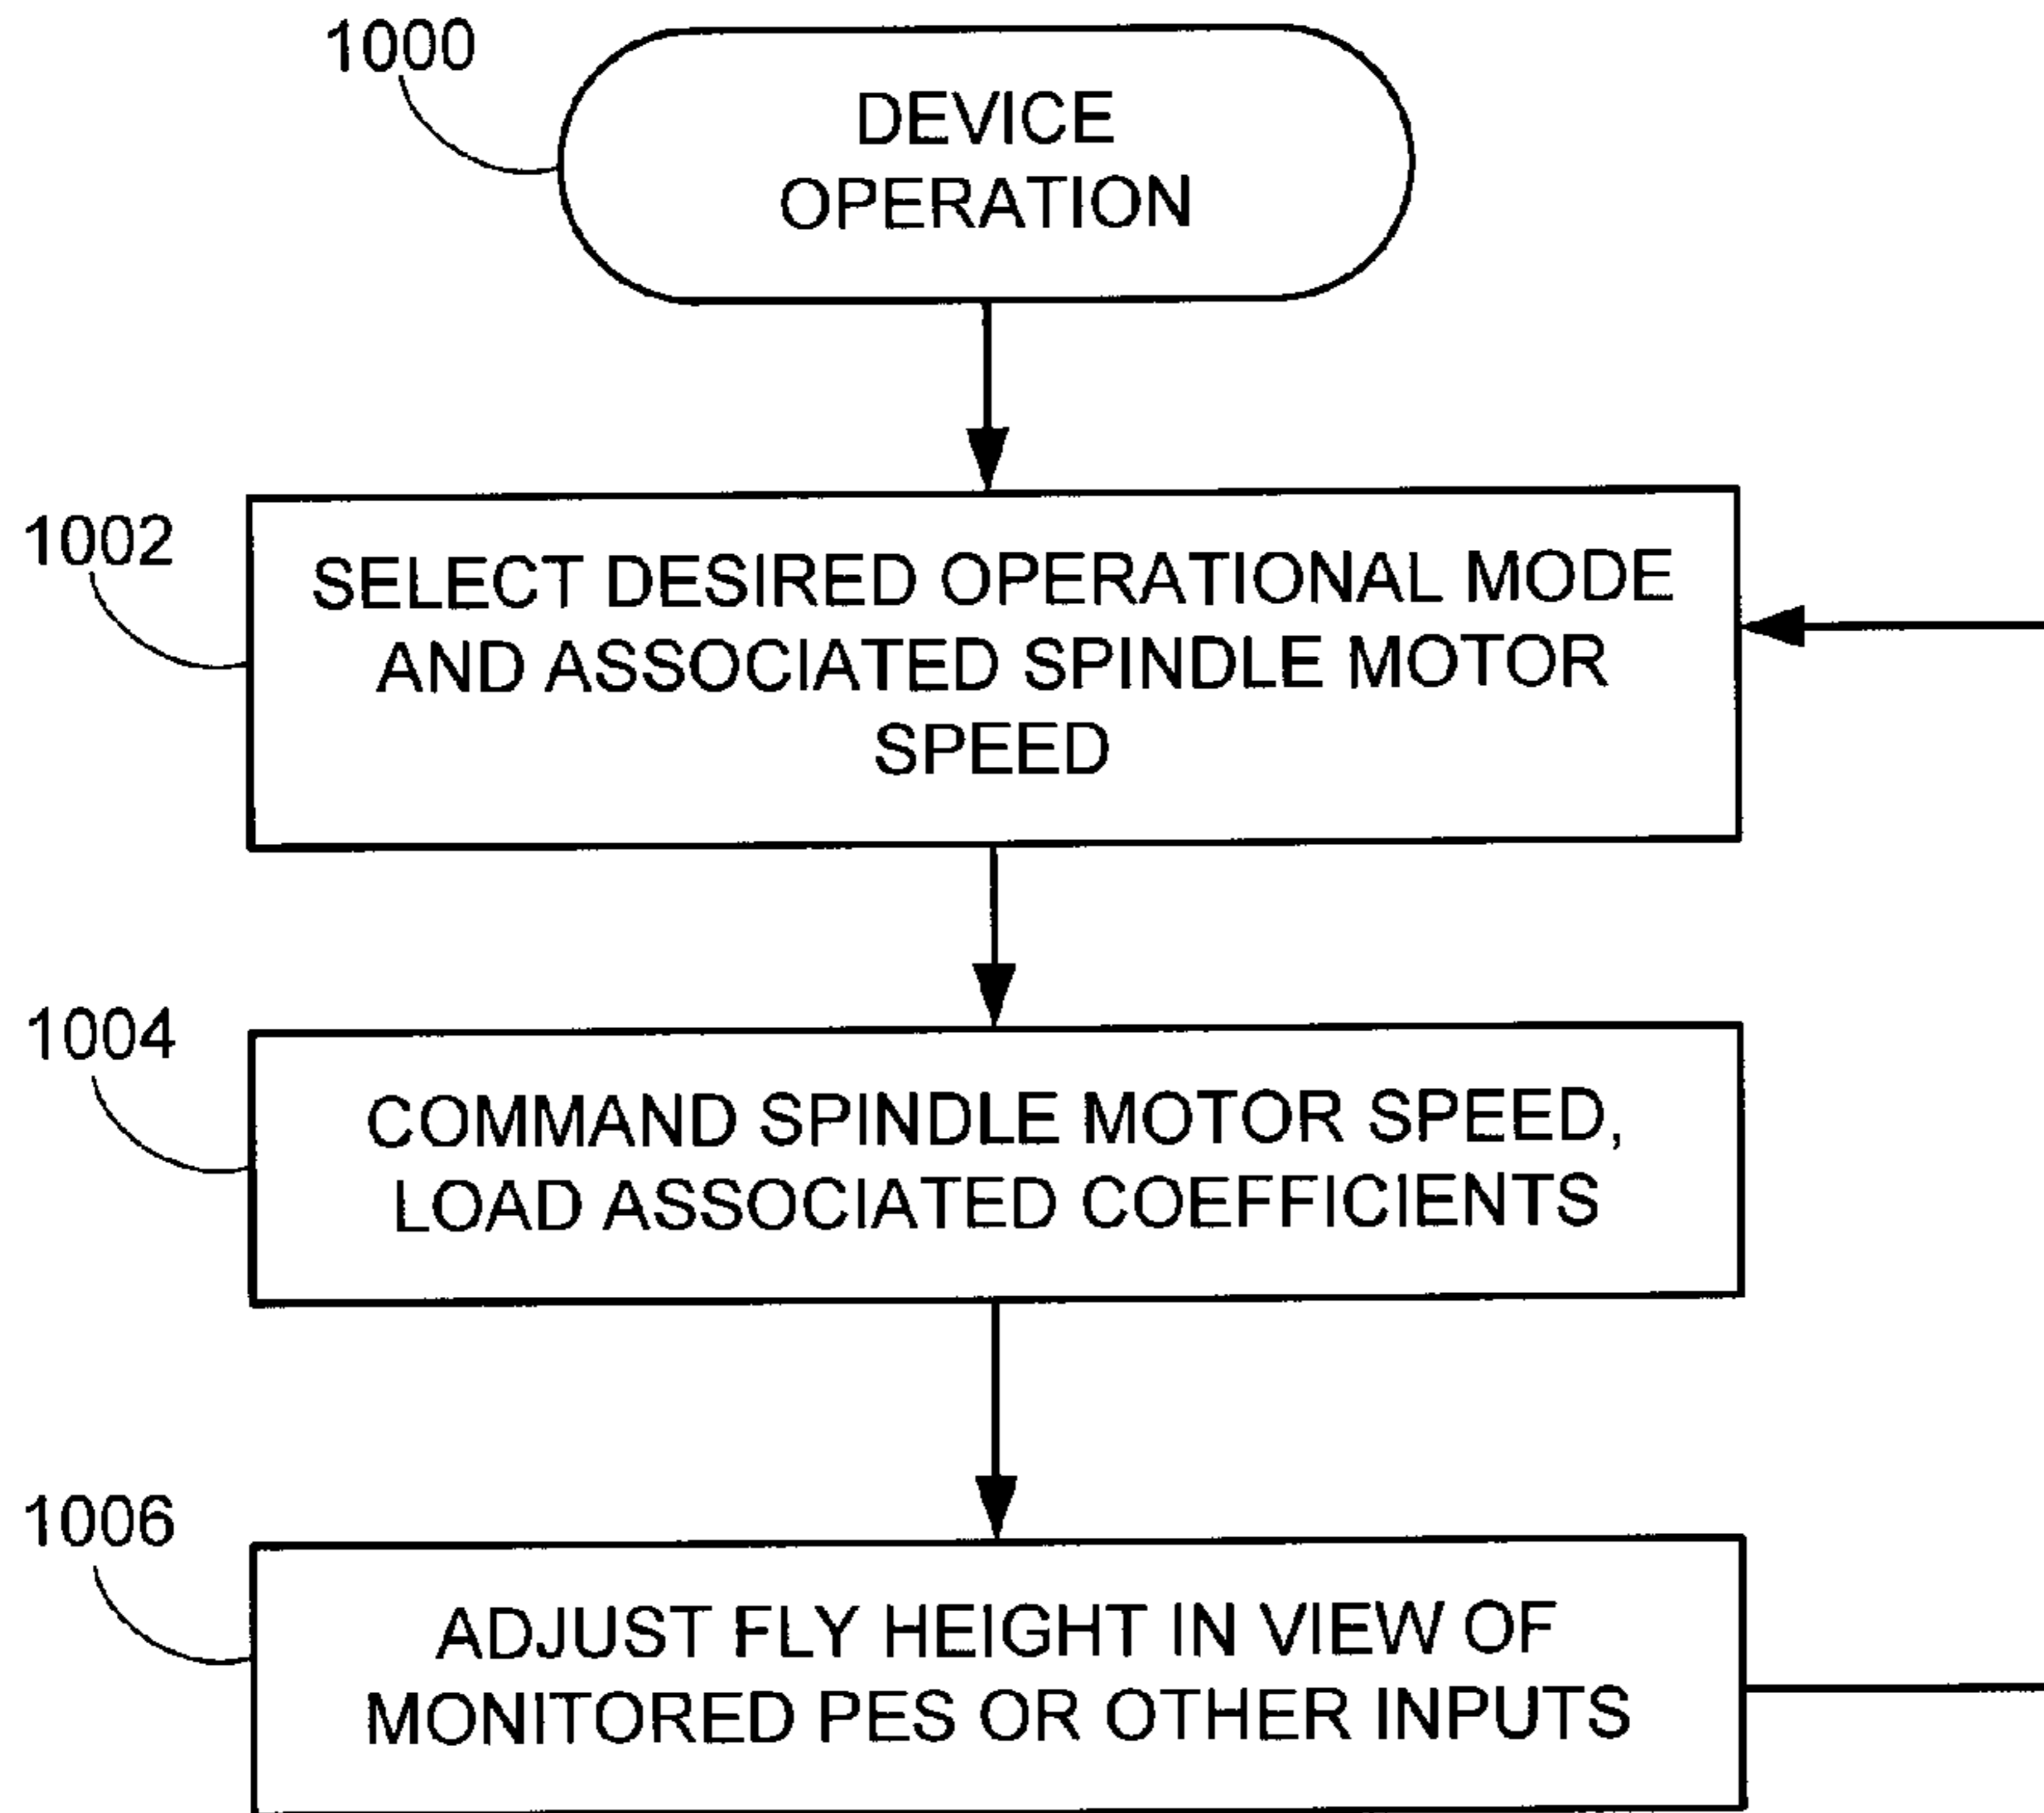 1000
DEVICE
OPERATION
1002
SELECT DESIRED OPERATIONAL MODE
AND ASSOCIATED SPINDLE MOTOR
SPEED
1004
COMMAND SPINDLE MOTOR SPEED,
LOAD ASSOCIATED COEFFICIENTS
1006
ADJUST FLY HEIGHT IN VIEW OF
MONITORED PES OR OTHER INPUTS